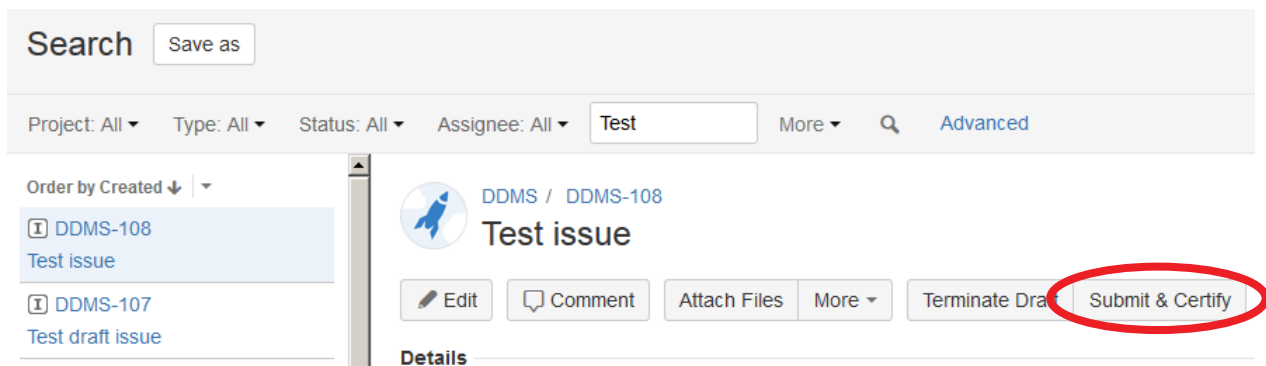 Search Save as
Project: All Type: All Status: All Assignee: All Test More Advanced
Order by Created
DDMS-108
Test issue
DDMS-107
Test draft issue
DDMS / DDMS-108
Test issue
Edit Comment Attach Files More Terminate Draft Submit & Certify
Details